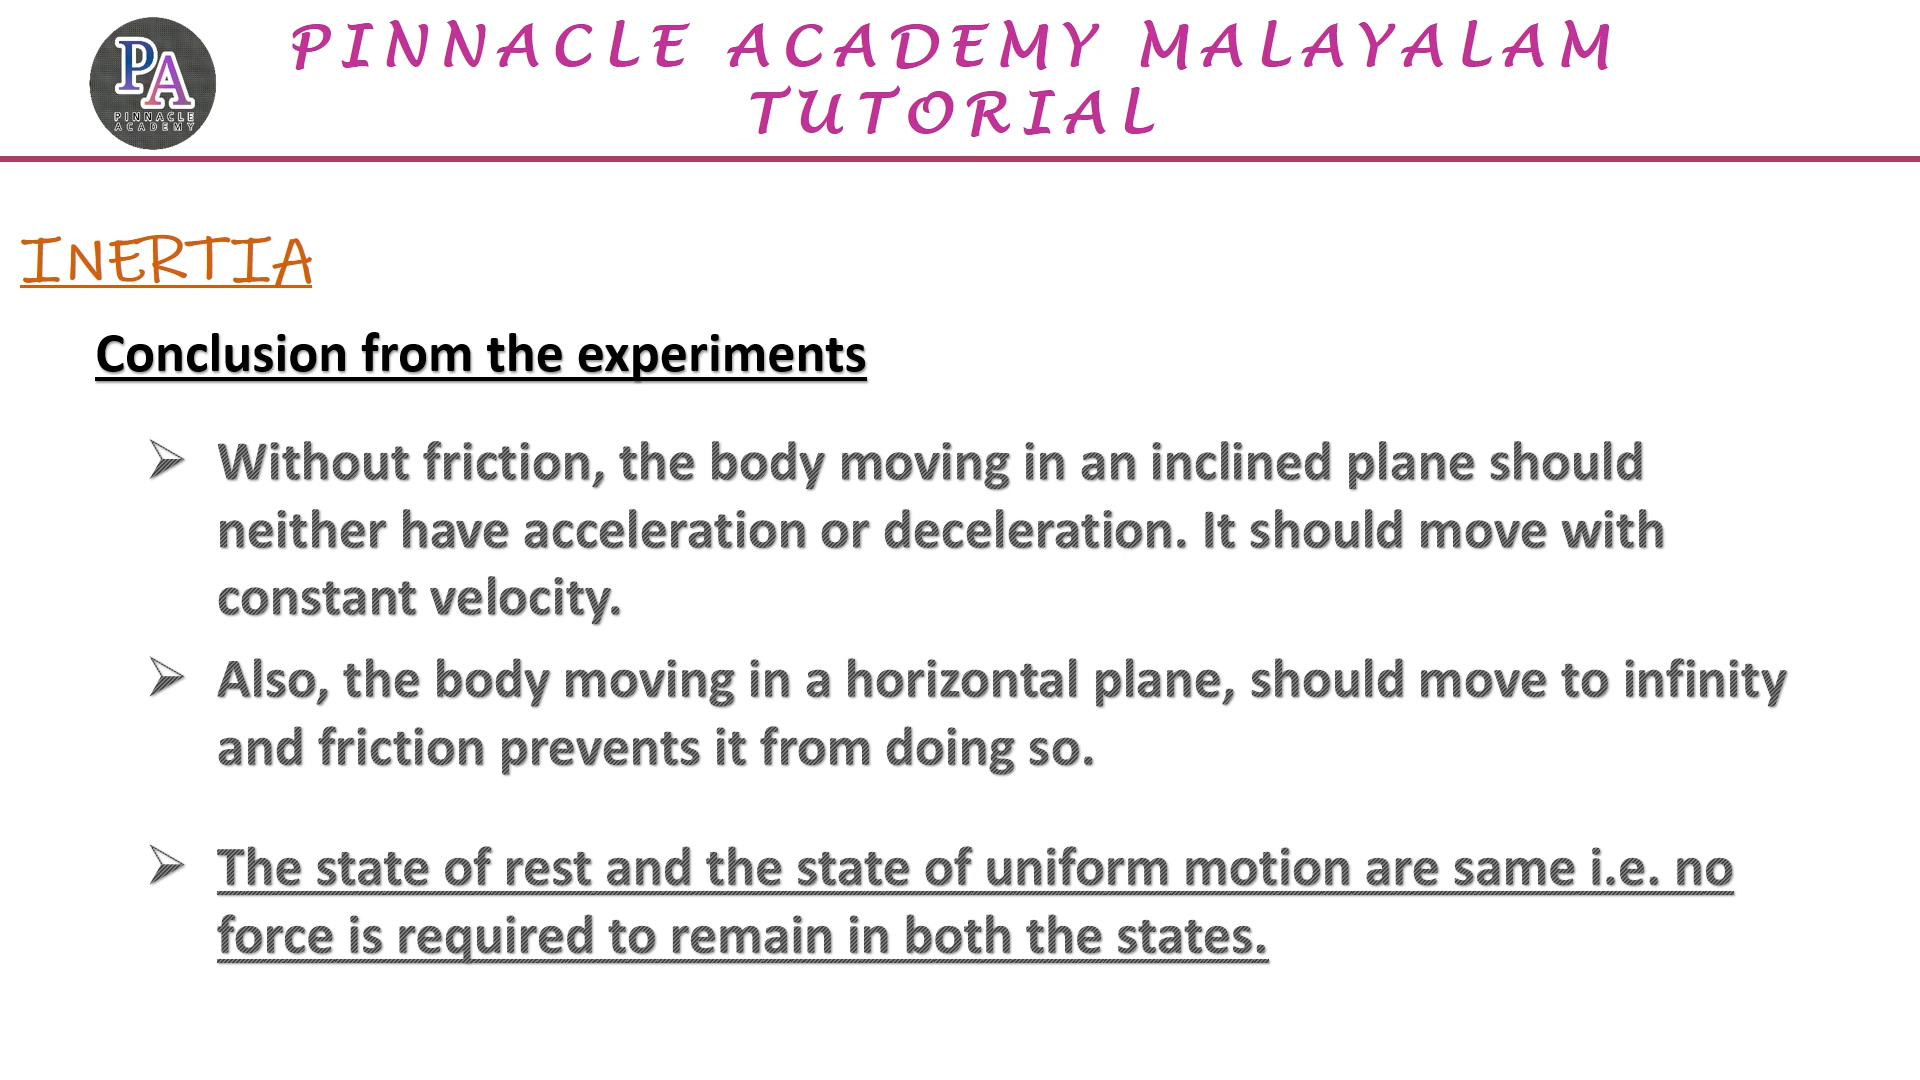 PA
PINNACLE
ACADEMY
PINNACLE ACADEMY MALAYALAM
TUTORIAL
INERTIA
Conclusion from the experiments
➢ Without friction, the body moving in an inclined plane should
neither have acceleration or deceleration. It should move with
constant velocity.
➢ Also, the body moving in a horizontal plane, should move to infinity
and friction prevents it from doing so.
➢ The state of rest and the state of uniform motion are same i.e. no
force is required to remain in both the states.